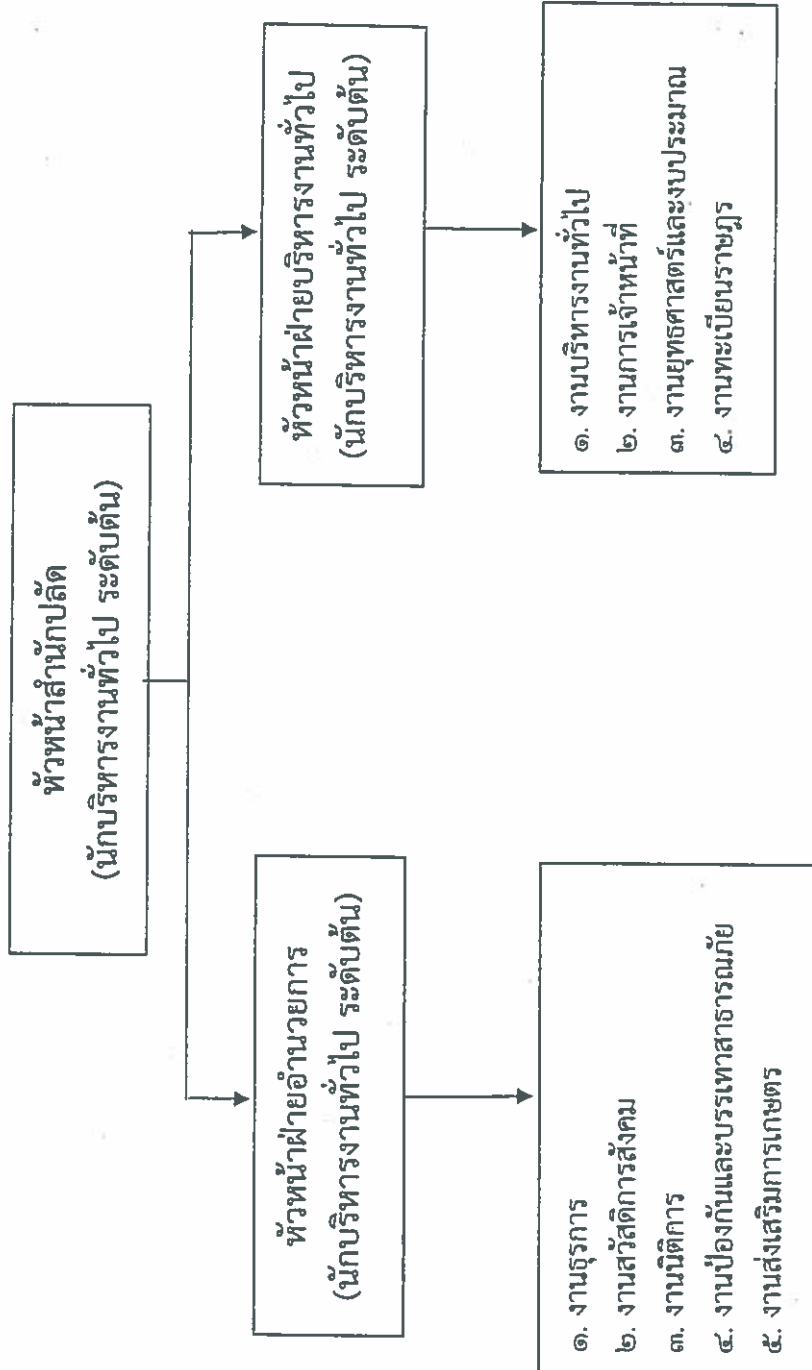 หัวหน้าสำนักปลัด
(นักบริหารงานทั่วไป ระดับต้น)
หัวหน้าฝ่ายอำนวยการ
(นักบริหารงานทั่วไป ระดับต้น)
หัวหน้าฝ่ายบริหารงานทั่วไป
(นักบริหารงานทั่วไป ระดับต้น)
๑. งานธุรการ
๒. งานสวัสดิการสังคม
๓. งานนิติการ
๔. งานป้องกันและบรรเทาสาธารณภัย
๕. งานส่งเสริมการเกษตร
๑. งานบริหารงานทั่วไป
๒. งานการเจ้าหน้าที่
๓. งานยุทธศาสตร์และงบประมาณ
๔. งานทะเบียนราษฎร